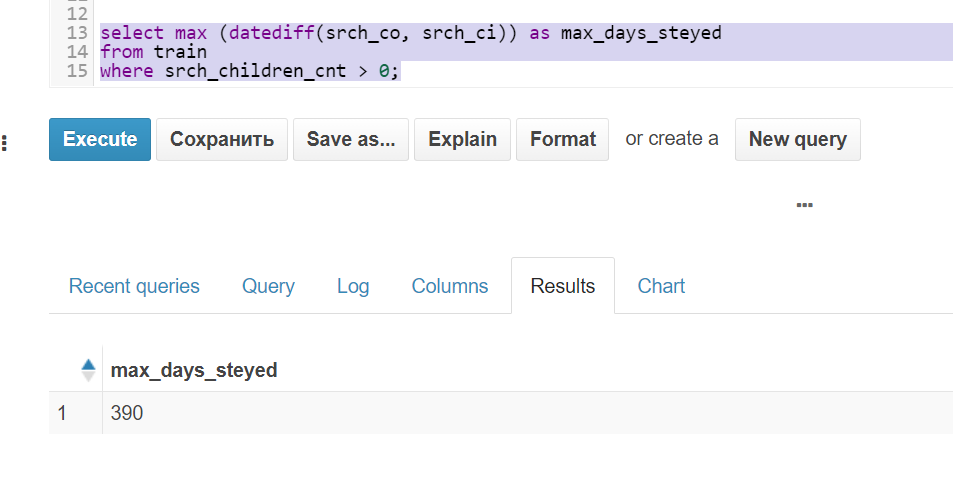 12
13 select max (datediff(srch_co, srch_ci)) as max_days_steyed
14 from train
15 where srch_children_cnt > 0;
Execute Сохранить Save as... Explain Format or create a New query
...
Recent queries Query Log Columns Results Chart
max_days_steyed
1 390